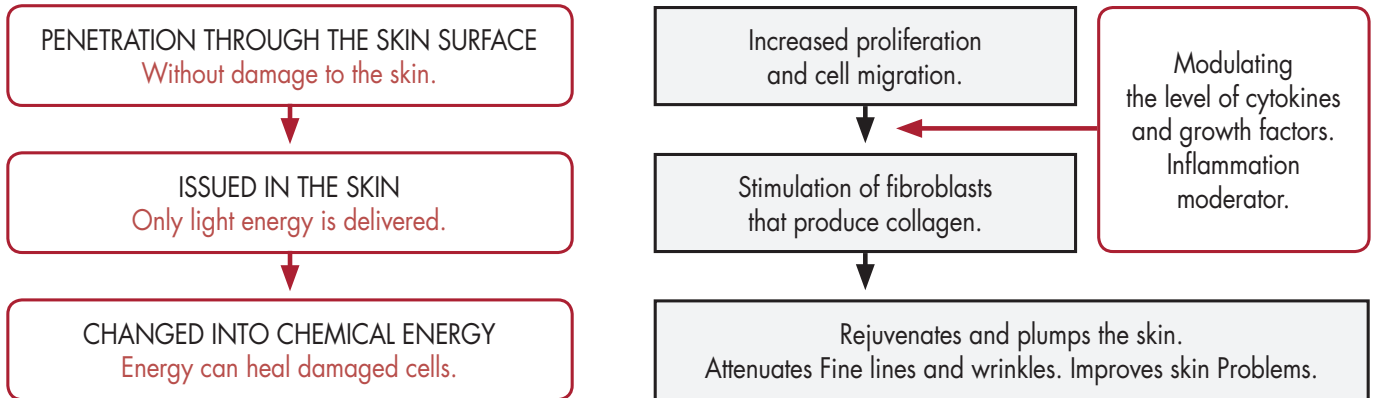 PENETRATION THROUGH THE SKIN SURFACE
Without damage to the skin.
ISSUED IN THE SKIN
Only light energy is delivered.
CHANGED INTO CHEMICAL ENERGY
Energy can heal damaged cells.
Increased proliferation
and cell migration.
Stimulation of fibroblasts
that produce collagen.
Modulating
the level of cytokines
and growth factors.
Inflammation
moderator.
Rejuvenates and plumps the skin.
Attenuates Fine lines and wrinkles. Improves skin Problems.